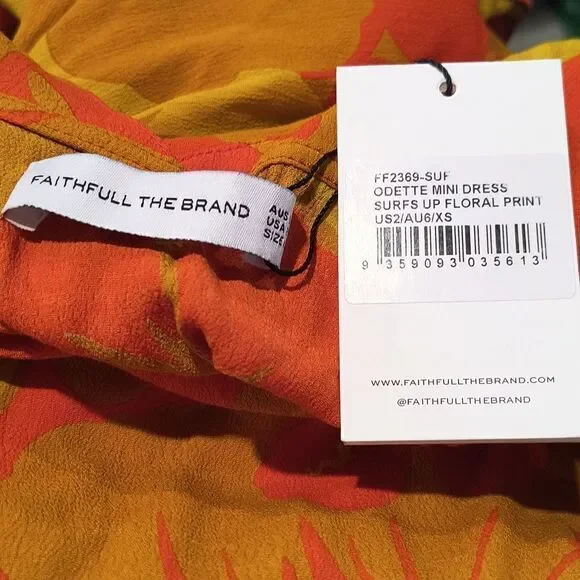 FAITHFULL THE BRAND
AUS
USA
SIZE
FF2369-SUF
ODETTE MINI DRESS
SURFS UP FLORAL PRINT
US2/AU6/XS
9 359093 035613
WWW.FAITHFULLTHEBRAND.COM
@FAITHFULLTHEBRAND